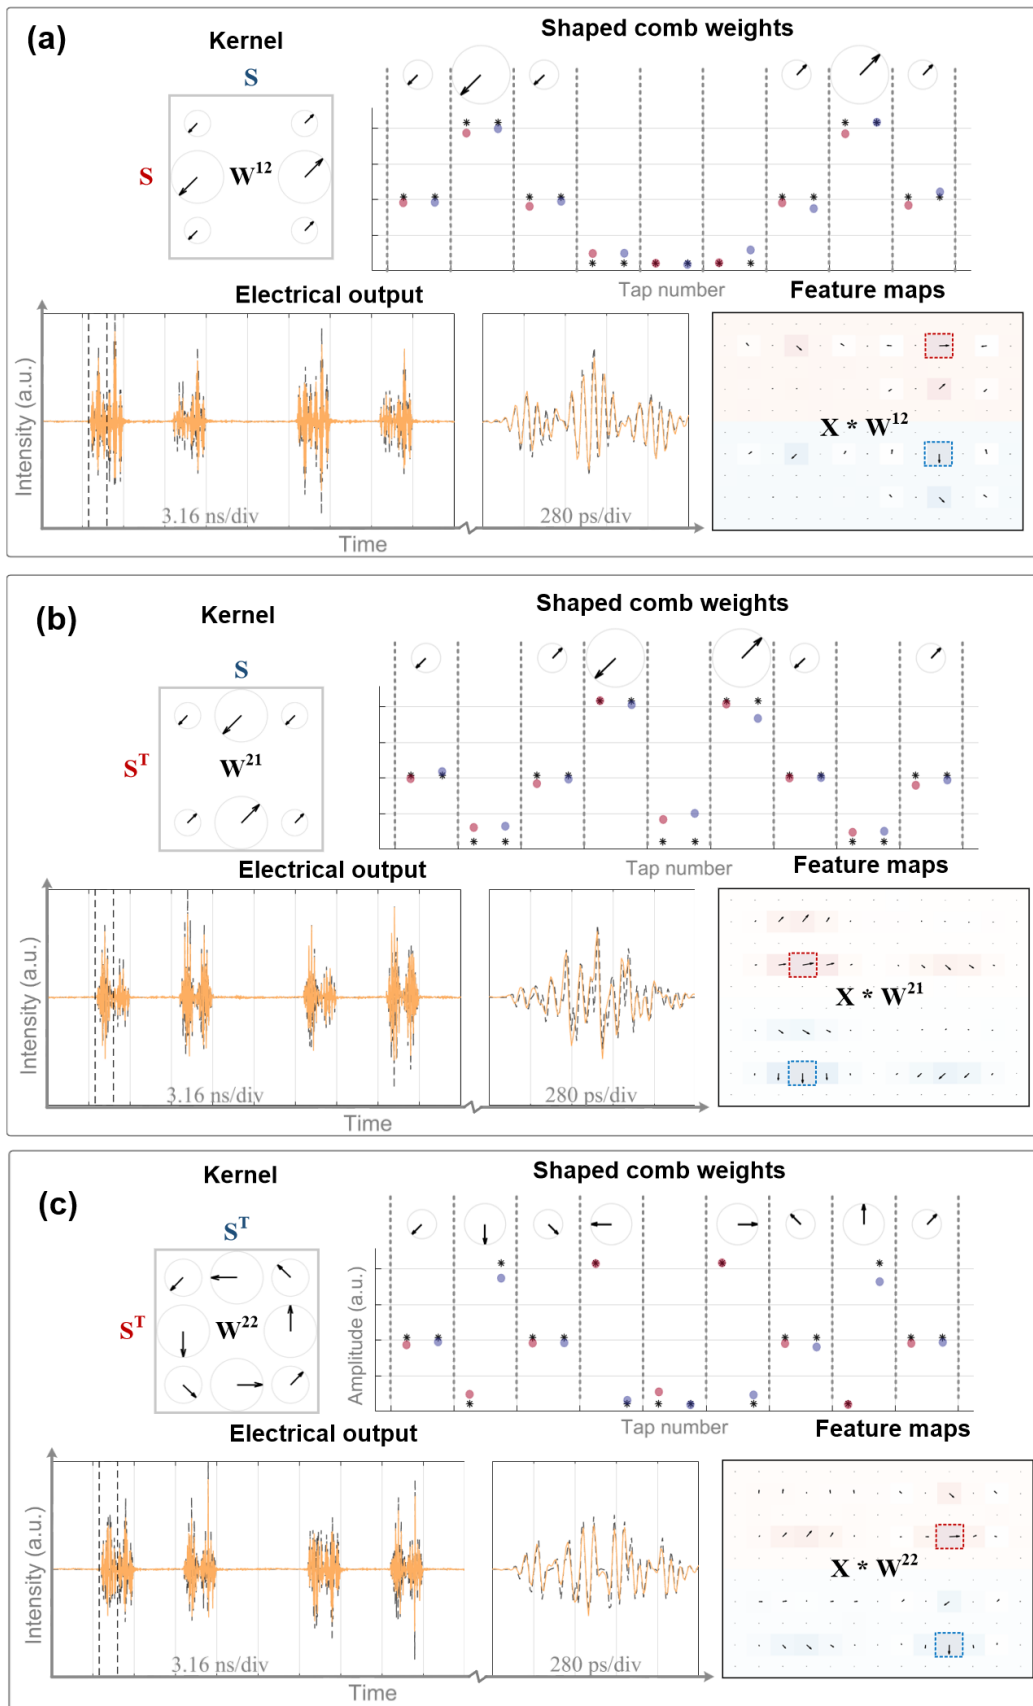 (a)
Kernel
Shaped comb weights
S
S
W12
Tap number
Electrical output
Feature maps
Intensity (a.u.)
3.16 ns/div
280 ps/div
Time
X * W12
(b)
Kernel
Shaped comb weights
S
S^T
W21
Tap number
Electrical output
Feature maps
Intensity (a.u.)
3.16 ns/div
280 ps/div
Time
X * W21
(c)
Kernel
Shaped comb weights
S^T
S^T
W22
Amplitude (a.u.)
Tap number
Electrical output
Feature maps
Intensity (a.u.)
3.16 ns/div
280 ps/div
Time
X * W22